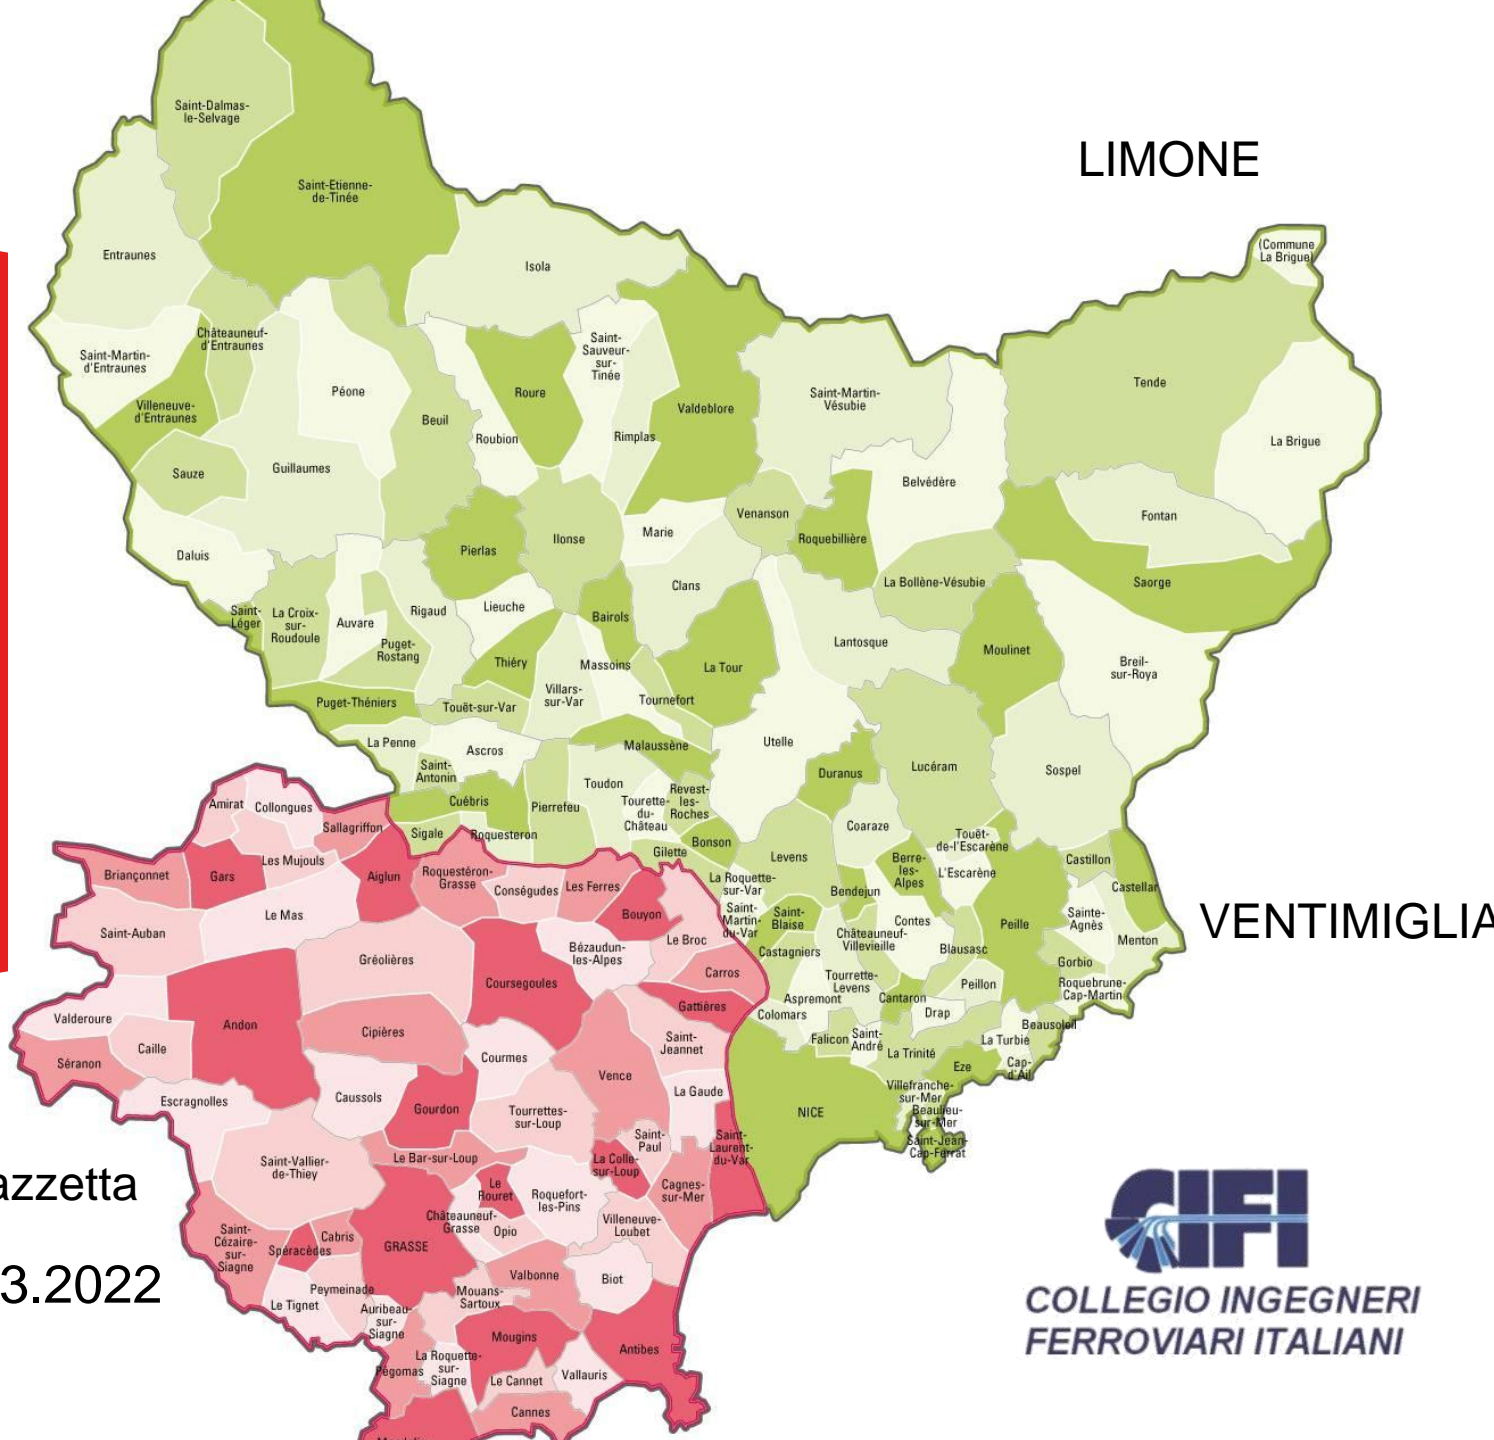 Saint-Dalmas-
le-Selvage
LIMONE
Saint-Etienne-
de-Tinée
(Commune
La Brigue)
Entraunes
Isola
Châteauneuf-
d'Entraunes
Saint-Martin-
d'Entraunes
Saint-
Sauveur-
sur-
Tinée
Péone
Roure
Saint-Martin-
Vésubie
Tende
Villeneuve-
d'Entraunes
Beuil
Valdeblore
Roubion
Rimplas
La Brigue
Sauze
Guillaumes
Belvédère
Venanson
Fontan
Daluis
Pierlas
Ilonse
Marie
Roquebillière
Clans
La Bollène-Vésubie
Saorge
Saint-
Léger
La Croix-
sur-
Roudoule
Auvare
Rigaud
Lieuche
Bairols
Puget-
Rostang
Thiéry
Massoins
La Tour
Lantosque
Moulinet
Breil-
sur-Roya
Puget-Théniers
Touët-sur-Var
Villars-
sur-Var
Tournefort
La Penne
Ascros
Malaussène
Utelle
Saint-
Antonin
Toudon
Duranus
Lucéram
Sospel
Cuébris
Pierrefeu
Tourette-
du-
Château
Revest-
les-
Roches
Amirat
Collongues
Sallagriffon
Sigale
Roquesteron
Coaraze
Touët-
de-l'Escarène
Bonson
Gilette
Levens
Berre-
les-
Alpes
L'Escarène
Castillon
Briançonnet
Gars
Les Mujouls
Aiglun
Roquestéron-
Grasse
Conségudes
Les Ferres
La Roquette-
sur-Var
Bendejun
Castellar
Saint-Auban
Le Mas
Bouyon
Saint-
Martin-
du-Var
Saint-
Blaise
Contes
Peille
Sainte-
Agnès
VENTIMIGLIA
Châteauneuf-
Villevieille
Menton
Le Broc
Castagniers
Blausasc
Gréolières
Bézaudun-
les-Alpes
Gorbio
Coursegoules
Carros
Tourrette-
Levens
Peillon
Roquebrune-
Cap-Martin
Aspremont
Cantaron
Gattières
Colomars
Drap
Valderoure
Andon
Cipières
Beausoleil
Caille
Saint-
Jeannet
Falicon
Saint-
André
La Turbie
Séranon
Courmes
La Trinité
Vence
Eze
Cap-
d'Ail
Escragnolles
Caussols
Gourdon
La Gaude
Villefranche-
sur-Mer
Tourrettes-
sur-Loup
NICE
Beaulieu-
sur-Mer
Saint-
Paul
Saint-
Laurent-
du-Var
Saint-Jean-
Cap-Ferrat
Saint-Vallier-
de-Thiey
Le Bar-sur-Loup
La Colle-
sur-Loup
azzetta
Le
Rouret
Roquefort-
les-Pins
Cagnes-
sur-Mer
Châteauneuf-
Grasse
Opio
Villeneuve-
Loubet
Saint-
Cézaire-
sur-
Siagne
Spéracèdes
Cabris
GRASSE
3.2022
Valbonne
Biot
Le Tignet
Peymeinade
Mouans-
Sartoux
Auribeau-
sur-
Siagne
Mougins
Antibes
CIFI
COLLEGIO INGEGNERI
FERROVIARI ITALIANI
Pégomas
La Roquette-
sur-
Siagne
Le Cannet
Vallauris
Cannes